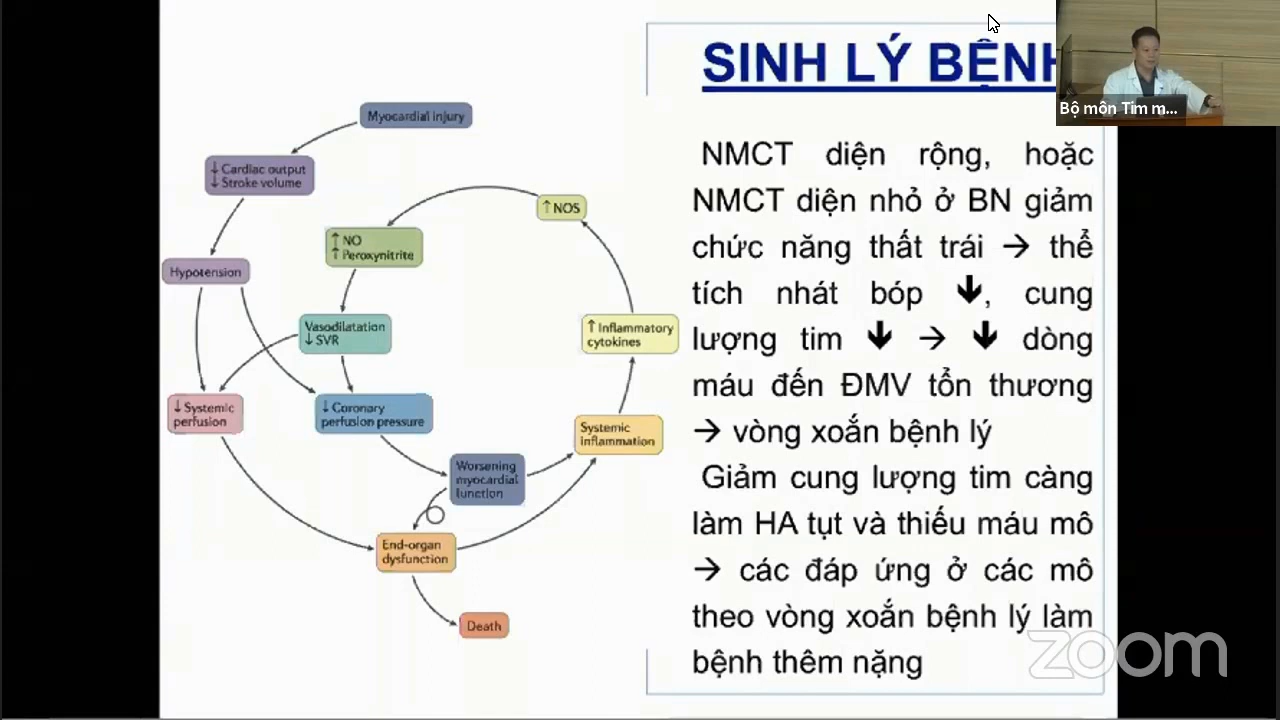 SINH LÝ BỆNH
Bộ môn Tim m...
Myocardial injury
↓ Cardiac output
↓ Stroke volume
↑ NOS
↑ NO
↑ Peroxynitrite
Hypotension
Vasodilatation
↓ SVR
↑ Inflammatory
cytokines
↓ Systemic
perfusion
↓ Coronary
perfusion pressure
Systemic
inflammation
Worsening
myocardial
function
End-organ
dysfunction
Death
NMCT diện rộng, hoặc
NMCT diện nhỏ ở BN giảm
chức năng thất trái → thể
tích nhát bóp ↓, cung
lượng tim ↓ → ↓ dòng
máu đến ĐMV tổn thương
→ vòng xoắn bệnh lý
Giảm cung lượng tim càng
làm HA tụt và thiếu máu mô
→ các đáp ứng ở các mô
theo vòng xoắn bệnh lý làm
bệnh thêm nặng
zoom